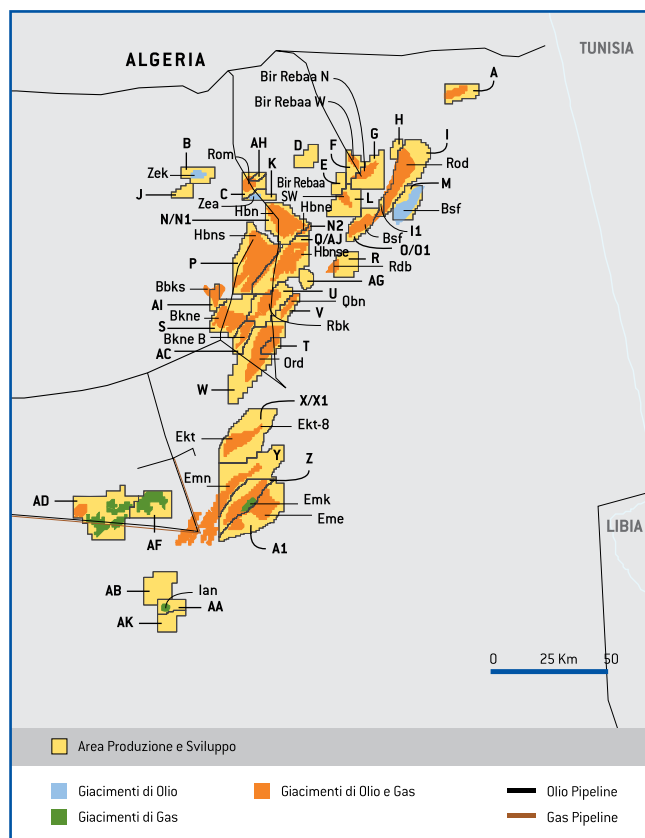 TUNISIA
ALGERIA
A
Bir Rebaa N
Bir Rebaa W
H
G
I
D
F
B
AH
Rom
K
E
Rod
Zek
Bir Rebaa
SW
M
J
C
L
Zea
Hbne
Bsf
Hbn
N/N1
N2
I1
Q/AJ
Bsf
O/O1
Hbns
Hbnse
R
P
Rdb
AG
Bbks
U
Qbn
AI
V
Bkne
Rbk
S
Bkne B
T
AC
Ord
W
X/X1
Ekt-8
Ekt
Y
Z
Emn
AD
Emk
Eme
LIBIA
AF
A1
AB
Ian
AA
AK
0 25 Km 50
Area Produzione e Sviluppo
Giacimenti di Olio
Giacimenti di Olio e Gas
Olio Pipeline
Giacimenti di Gas
Gas Pipeline